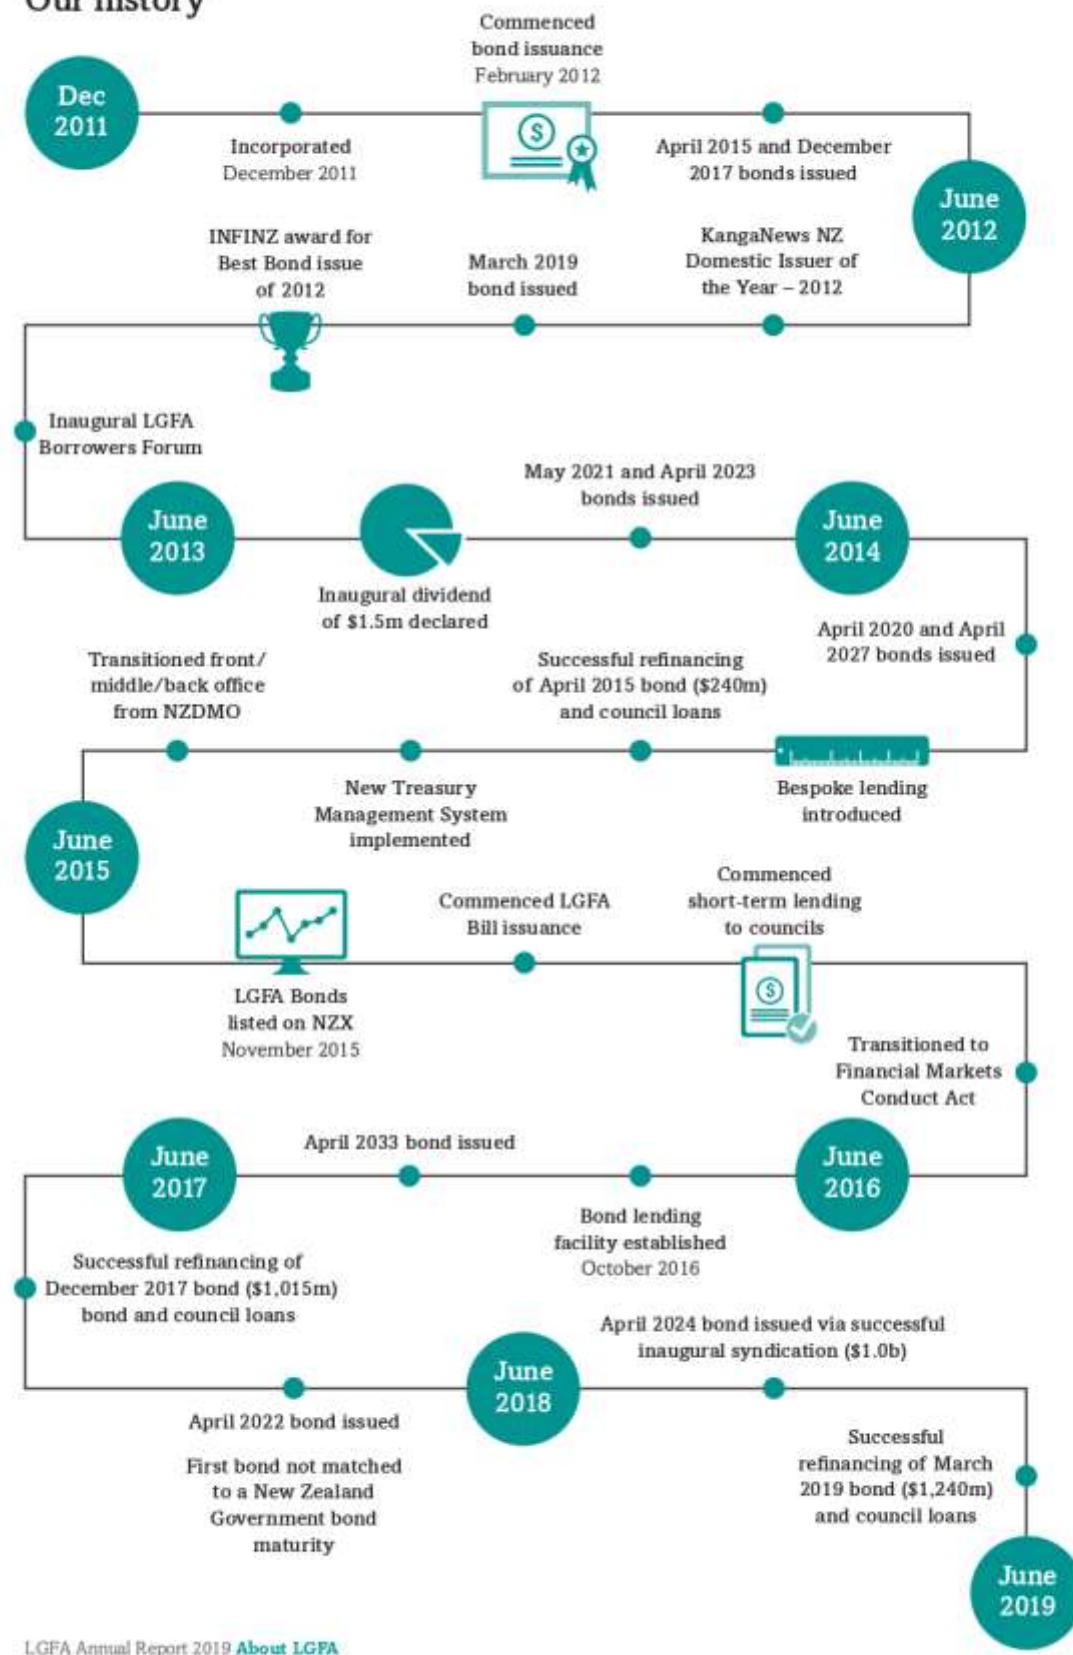 Our history
Dec
2011
Incorporated
December 2011
Commenced
bond issuance
February 2012
April 2015 and December
2017 bonds issued
June
2012
KangaNews NZ
Domestic Issuer of
the Year – 2012
March 2019
bond issued
INFINZ award for
Best Bond issue
of 2012
Inaugural LGFA
Borrowers Forum
June
2013
Inaugural dividend
of $1.5m declared
May 2021 and April 2023
bonds issued
June
2014
April 2020 and April
2027 bonds issued
Bespoke lending
introduced
Successful refinancing
of April 2015 bond ($240m)
and council loans
New Treasury
Management System
implemented
Transitioned front/
middle/back office
from NZDMO
June
2015
LGFA Bonds
listed on NZX
November 2015
Commenced LGFA
Bill issuance
Commenced
short-term lending
to councils
Transitioned to
Financial Markets
Conduct Act
June
2016
Bond lending
facility established
October 2016
April 2033 bond issued
June
2017
Successful refinancing of
December 2017 bond ($1,015m)
bond and council loans
April 2022 bond issued
First bond not matched
to a New Zealand
Government bond
maturity
June
2018
April 2024 bond issued via successful
inaugural syndication ($1.0b)
Successful
refinancing of March
2019 bond ($1,240m)
and council loans
June
2019
LGFA Annual Report 2019 About LGFA